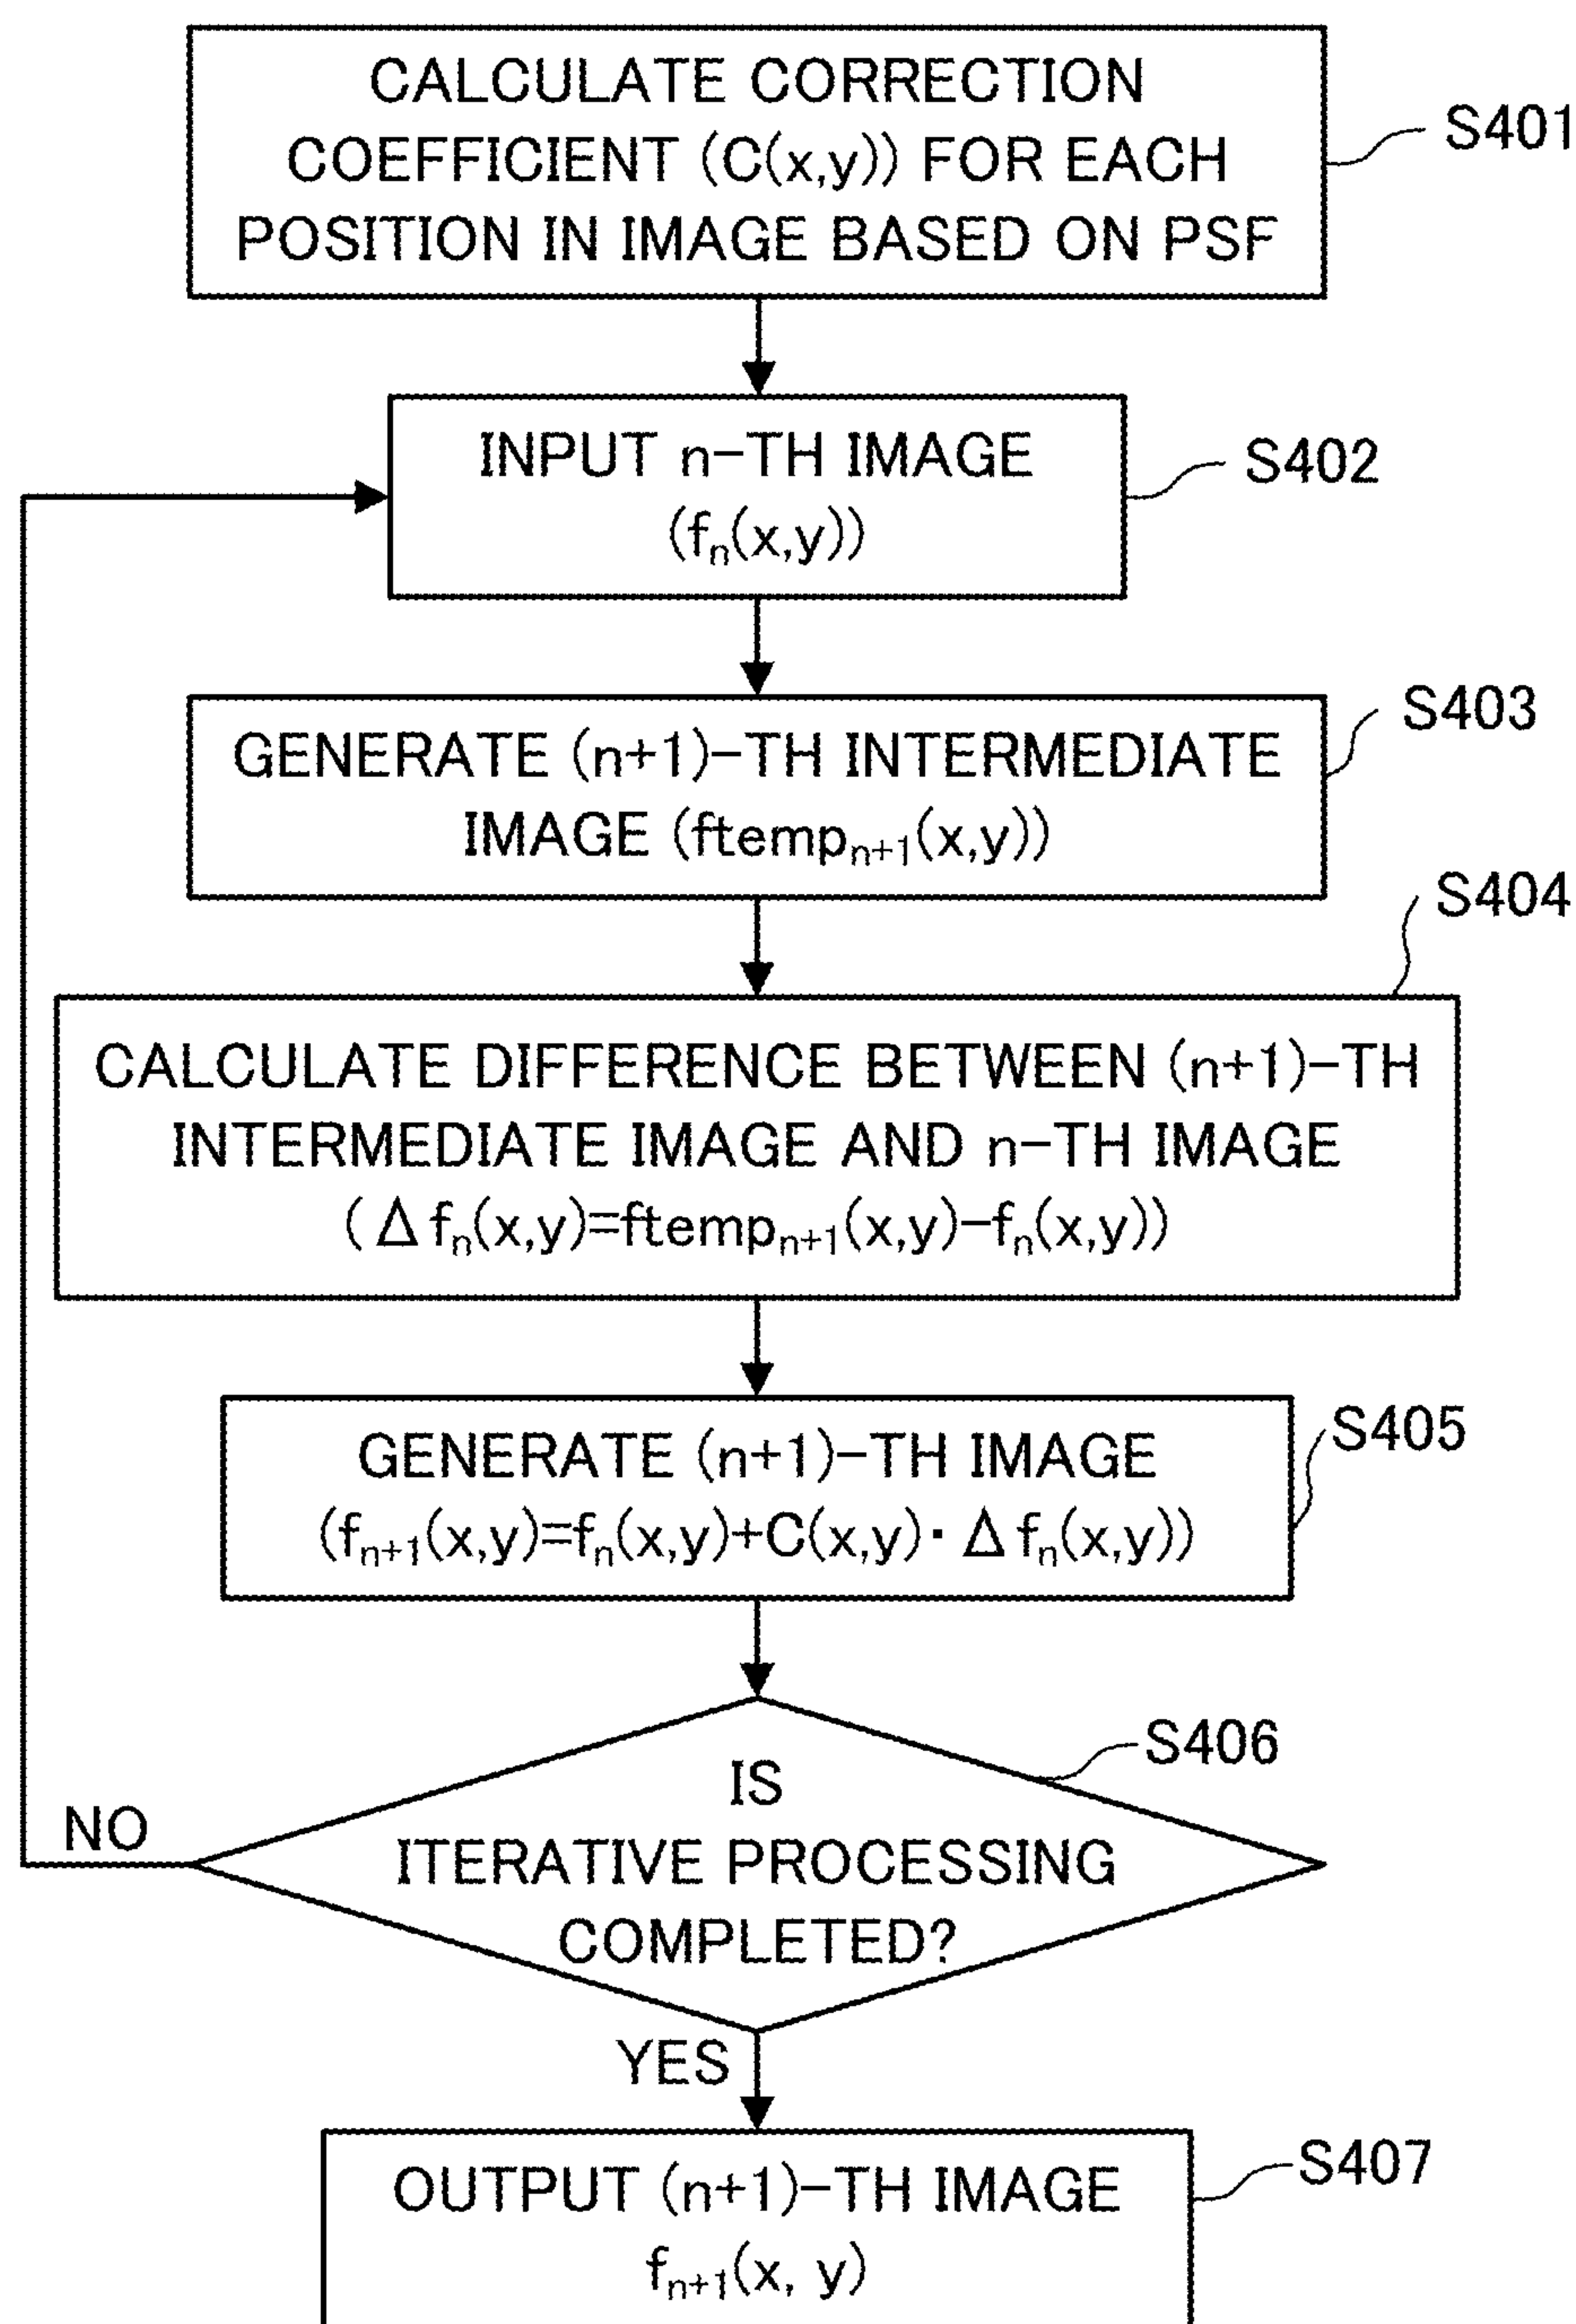 CALCULATE CORRECTION
COEFFICIENT (C(x,y)) FOR EACH
POSITION IN IMAGE BASED ON PSF
S401
INPUT n-TH IMAGE
(fn(x,y))
S402
GENERATE (n+1)-TH INTERMEDIATE
IMAGE (ftempn+1(x,y))
S403
S404
CALCULATE DIFFERENCE BETWEEN (n+1)-TH
INTERMEDIATE IMAGE AND n-TH IMAGE
(Δfn(x,y)=ftempn+1(x,y)-fn(x,y))
GENERATE (n+1)-TH IMAGE
(fn+1(x,y)=fn(x,y)+C(x,y)・Δfn(x,y))
S405
S406
IS
ITERATIVE PROCESSING
COMPLETED?
NO
YES
OUTPUT (n+1)-TH IMAGE
fn+1(x, y)
S407